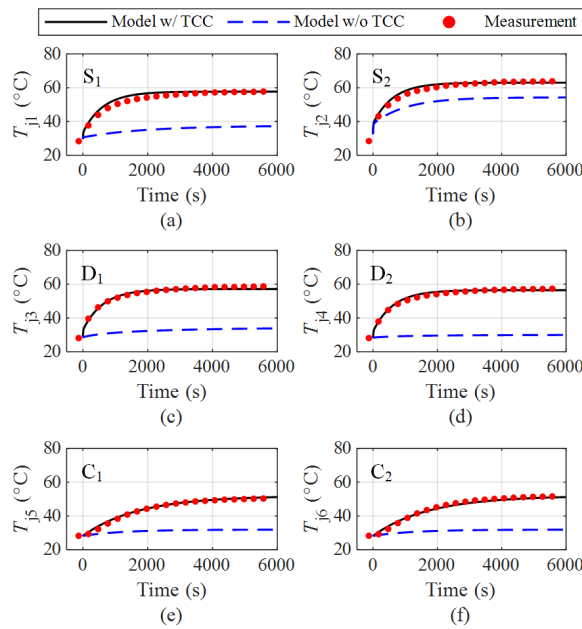 Model w/ TCC Model w/o TCC Measurement
S1 S2
Tj1 (°C) Tj2 (°C)
80 80
60 60
40 40
20 20
0 2000 4000 6000 0 2000 4000 6000
Time (s) Time (s)
(a) (b)
D1 D2
Tj3 (°C) Tj4 (°C)
80 80
60 60
40 40
20 20
0 2000 4000 6000 0 2000 4000 6000
Time (s) Time (s)
(c) (d)
C1 C2
Tj5 (°C) Tj6 (°C)
80 80
60 60
40 40
20 20
0 2000 4000 6000 0 2000 4000 6000
Time (s) Time (s)
(e) (f)